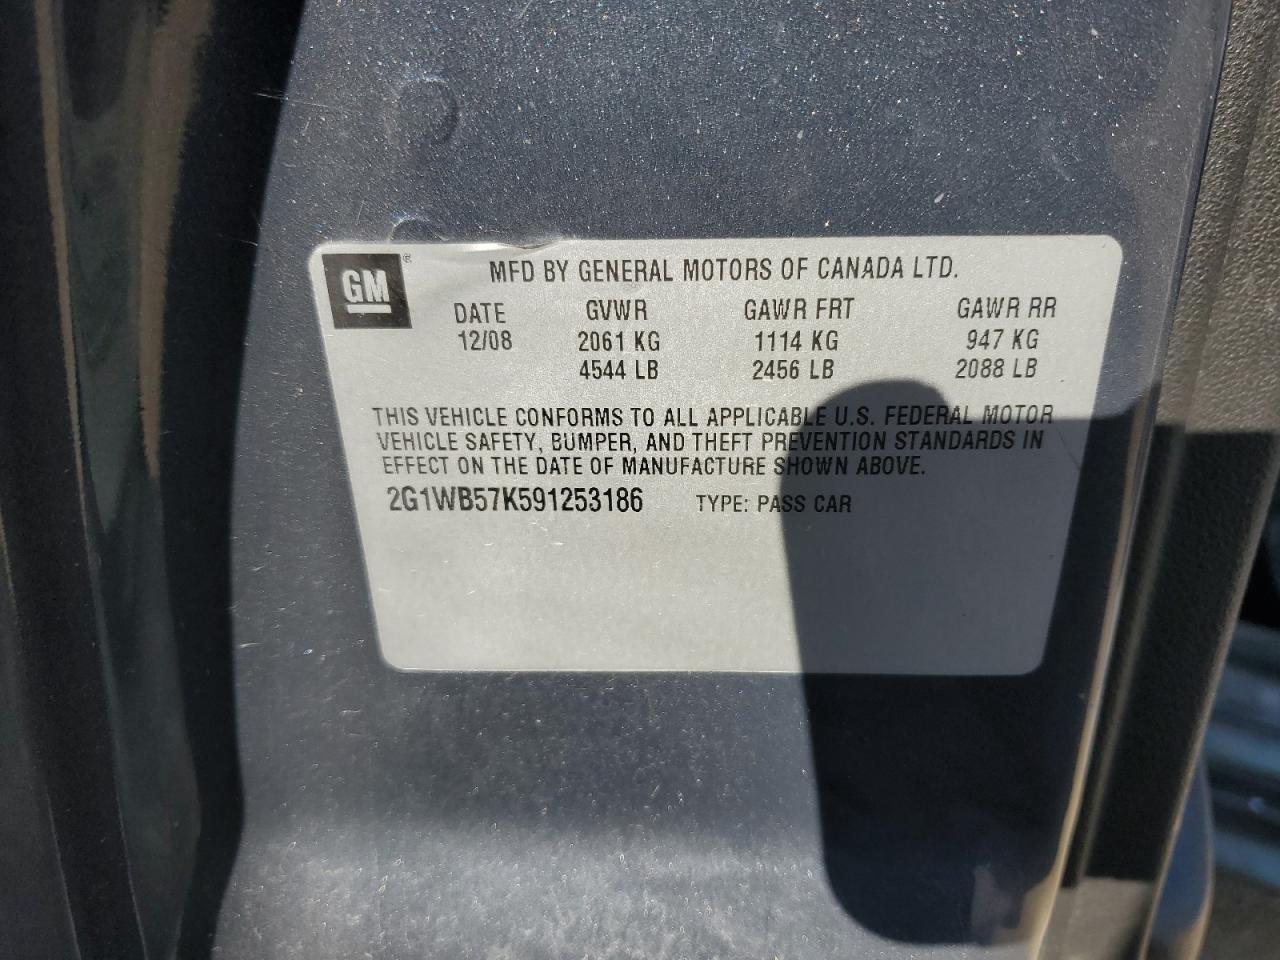 GM ®
MFD BY GENERAL MOTORS OF CANADA LTD.
DATE GVWR GAWR FRT GAWR RR
12/08 2061 KG 1114 KG 947 KG
4544 LB 2456 LB 2088 LB
THIS VEHICLE CONFORMS TO ALL APPLICABLE U.S. FEDERAL MOTOR
VEHICLE SAFETY, BUMPER, AND THEFT PREVENTION STANDARDS IN
EFFECT ON THE DATE OF MANUFACTURE SHOWN ABOVE.
2G1WB57K591253186 TYPE: PASS CAR